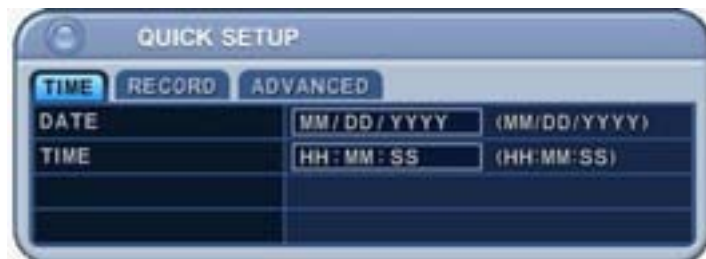 QUICK SETUP
TIME RECORD ADVANCED
DATE MM/DD/YYYY (MM/DD/YYYY)
TIME HH:MM:SS (HH:MM:SS)